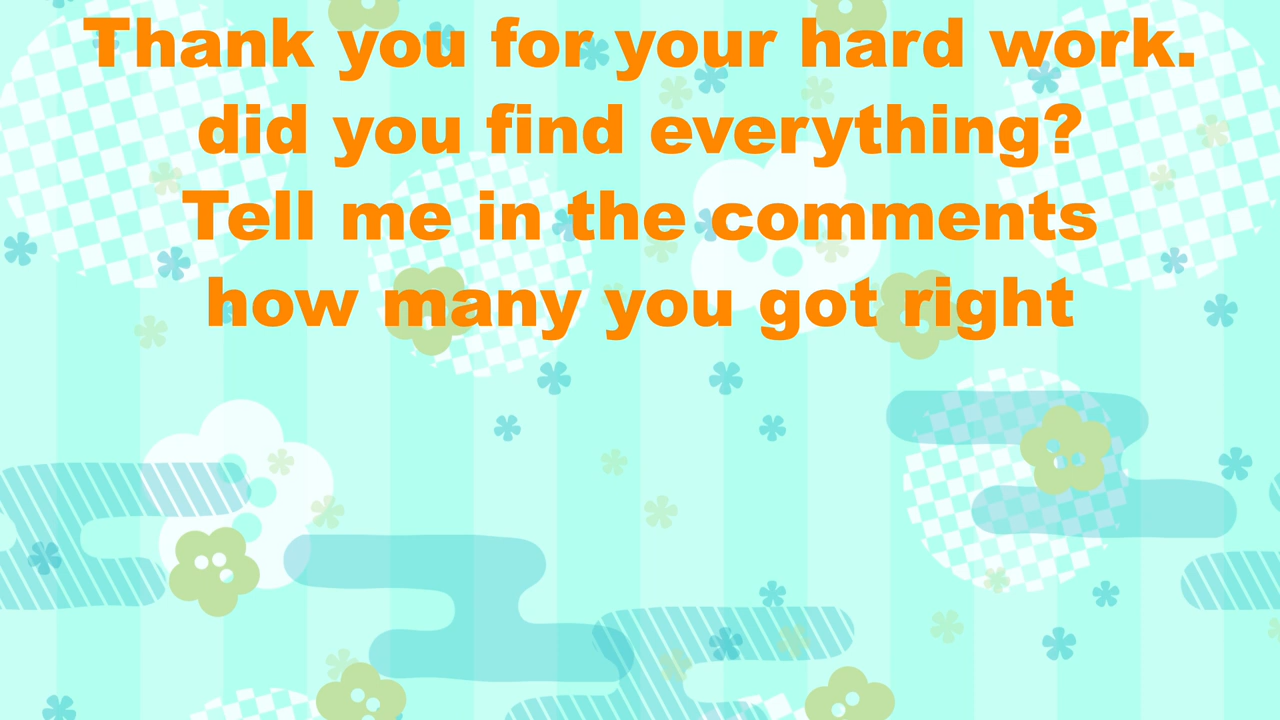 Thank you for your hard work.
did you find everything?
Tell me in the comments
how many you got right